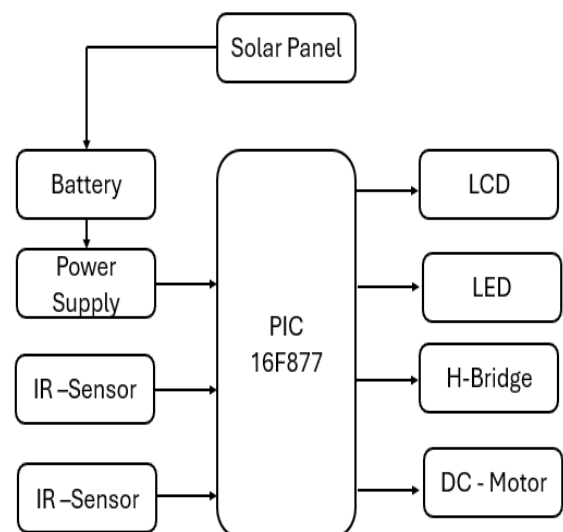 Solar Panel
Battery
Power
Supply
IR –Sensor
IR –Sensor
PIC
16F877
LCD
LED
H-Bridge
DC - Motor